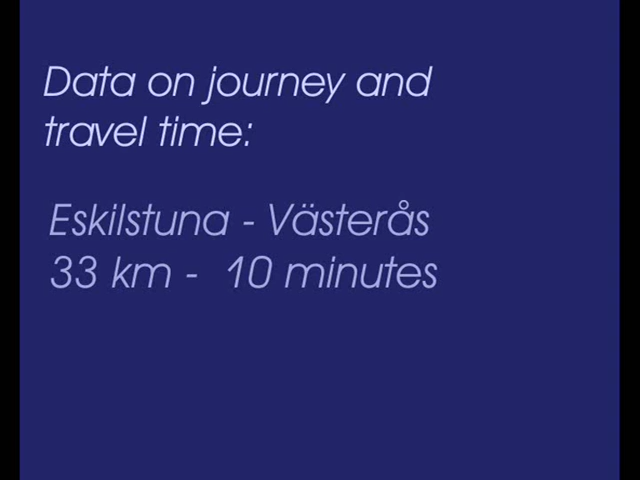 Data on journey and
travel time:
Eskilstuna - Västerås
33 km - 10 minutes